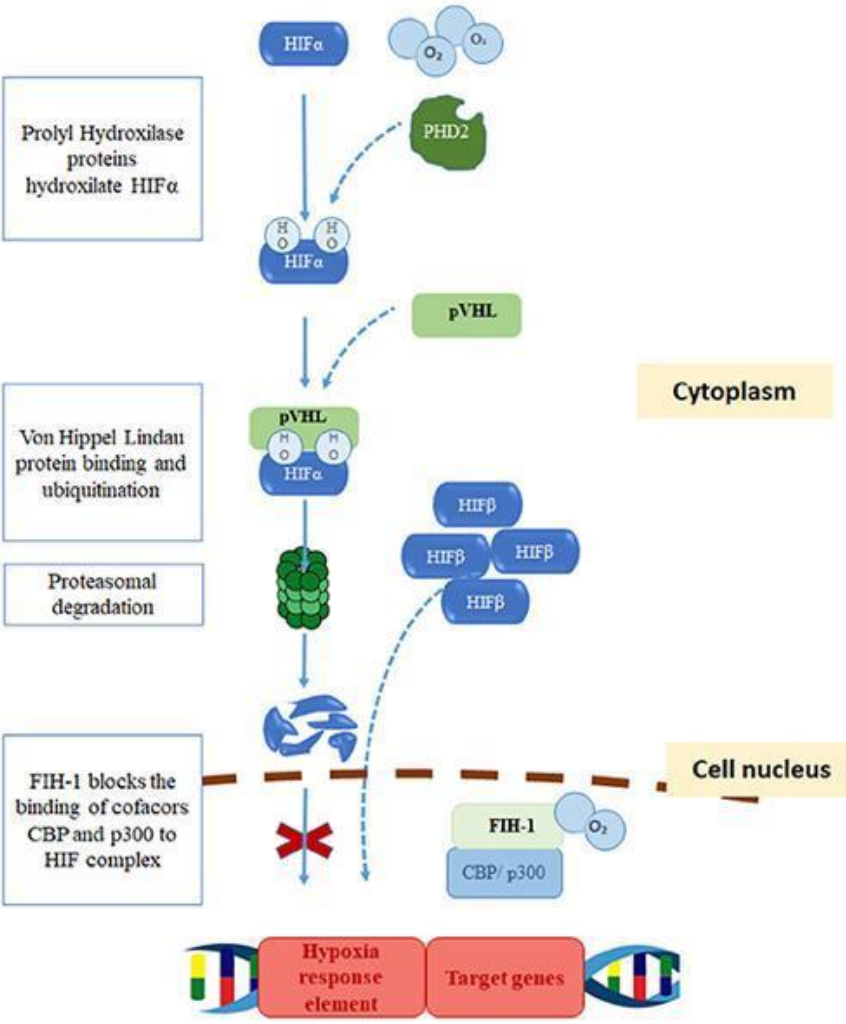 HIFα
O₂
O₂
Prolyl Hydroxilase
proteins
hydroxilate HIFα
PHD2
H
O
H
O
HIFα
pVHL
Cytoplasm
Von Hippel Lindau
protein binding and
ubiquitination
pVHL
H
O
H
O
HIFα
HIFβ
HIFβ
HIFβ
HIFβ
Proteasomal
degradation
Cell nucleus
FIH-1 blocks the
binding of cofacors
CBP and p300 to
HIF complex
FIH-1
O₂
CBP/ p300
Hypoxia
response
element
Target genes